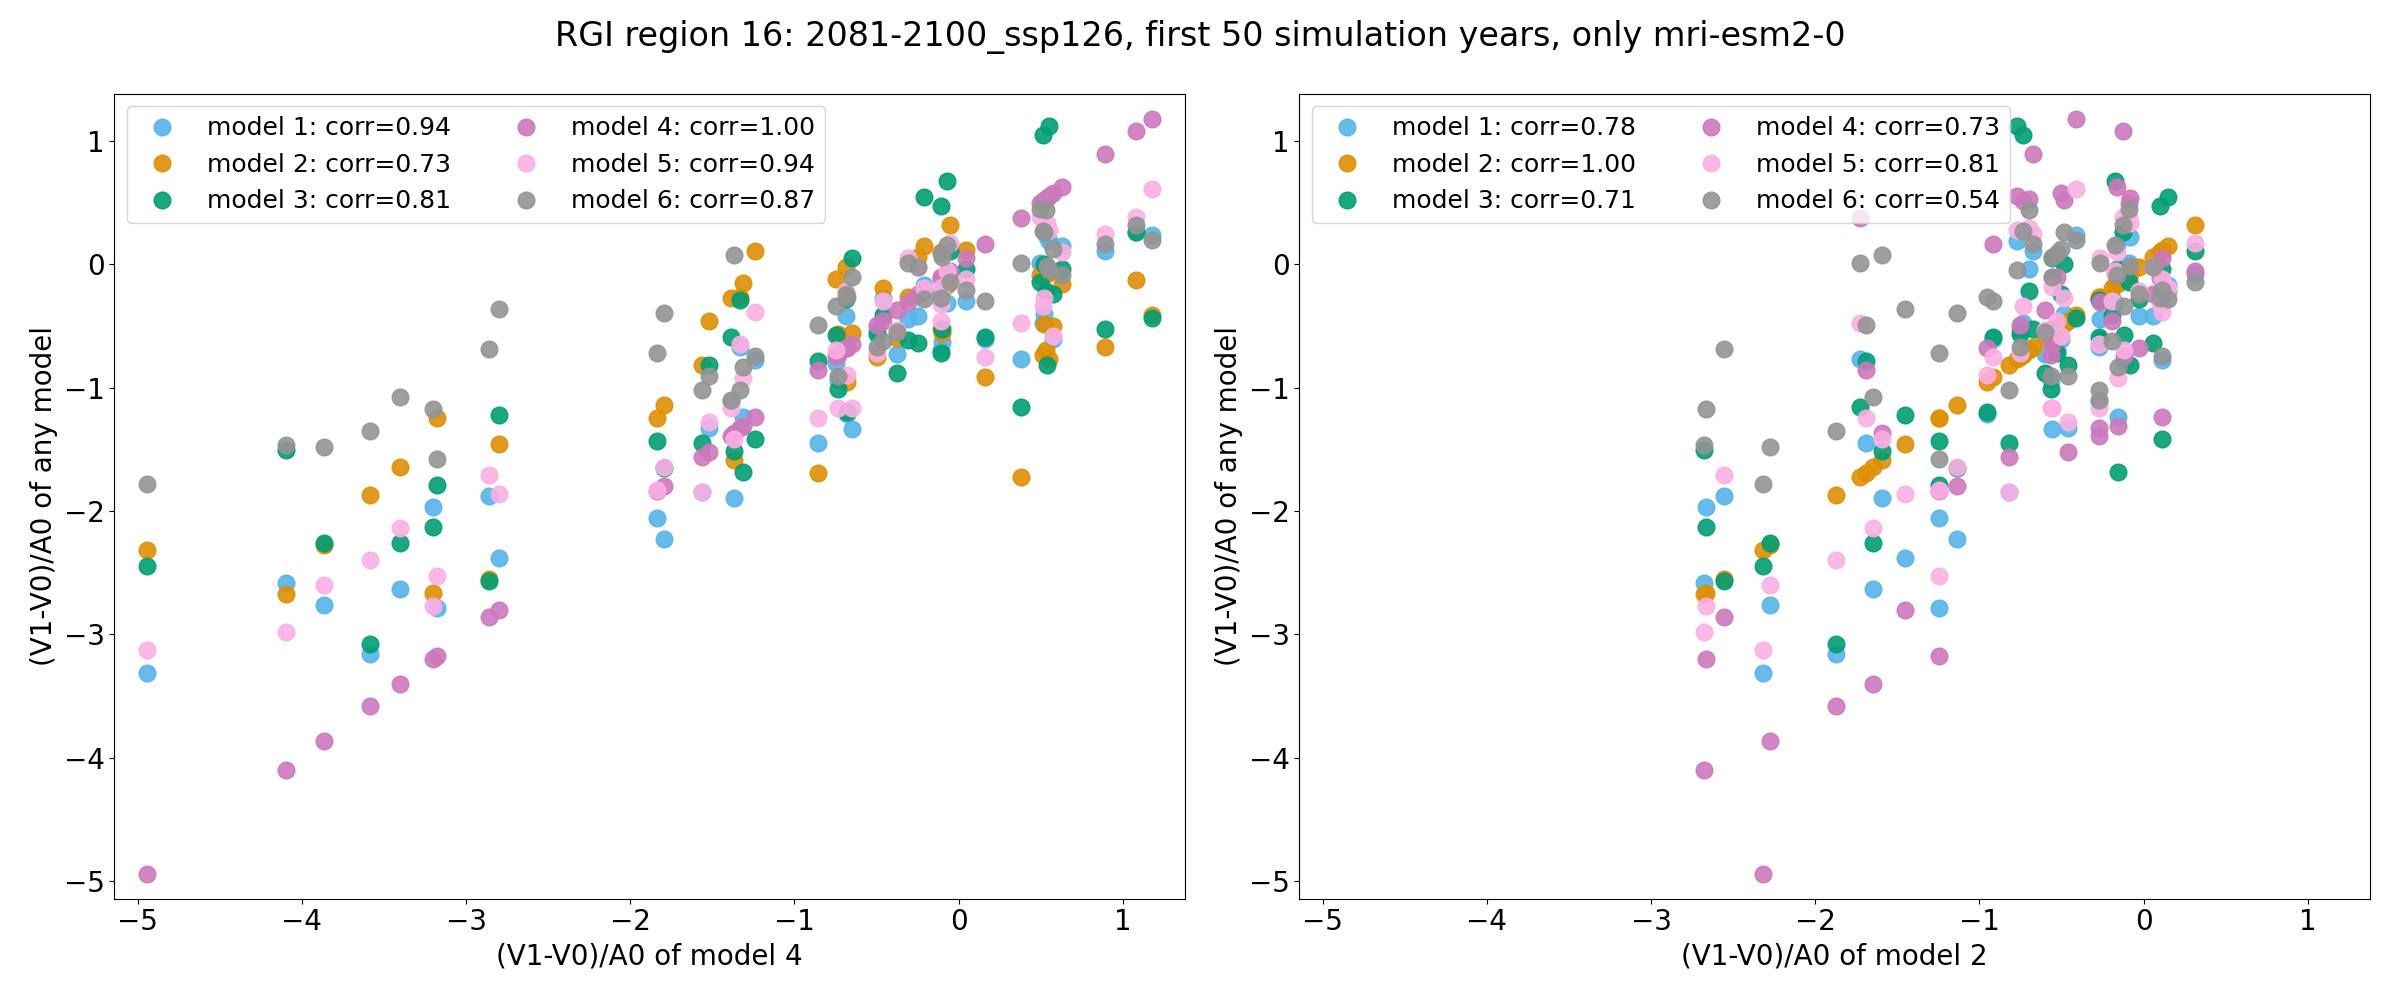 RGI region 16: 2081-2100_ssp126, first 50 simulation years, only mri-esm2-0
model 1: corr=0.94
model 2: corr=0.73
model 3: corr=0.81
model 4: corr=1.00
model 5: corr=0.94
model 6: corr=0.87
1
0
−1
−2
−3
−4
−5
(V1-V0)/A0 of any model
−5 −4 −3 −2 −1 0 1
(V1-V0)/A0 of model 4
model 1: corr=0.78
model 2: corr=1.00
model 3: corr=0.71
model 4: corr=0.73
model 5: corr=0.81
model 6: corr=0.54
1
0
−1
−2
−3
−4
−5
(V1-V0)/A0 of any model
−5 −4 −3 −2 −1 0 1
(V1-V0)/A0 of model 2